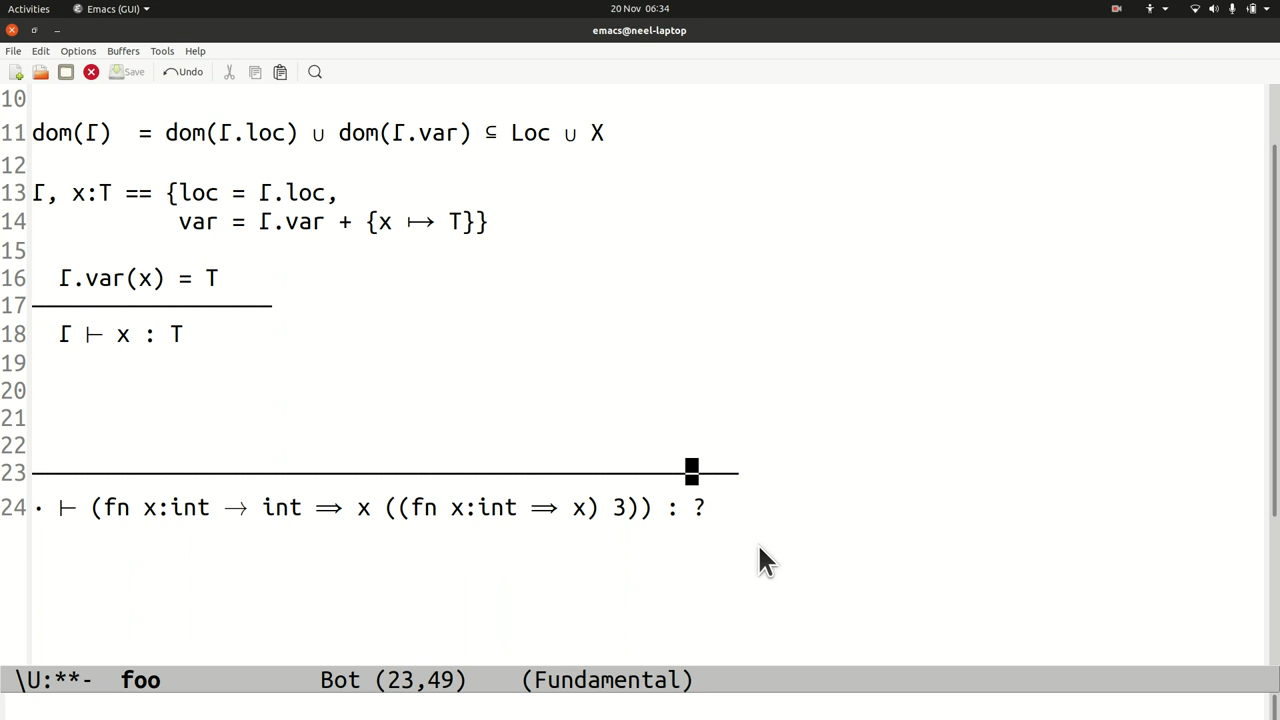 Activities Emacs (GUI) 20 Nov 06:34
emacs@neel-laptop
File Edit Options Buffers Tools Help
Save Undo
10
11 dom(Γ) = dom(Γ.loc) ∪ dom(Γ.var) ⊆ Loc ∪ X
12
13 Γ, x:T == {loc = Γ.loc,
14 var = Γ.var + {x ↦ T}}
15
16 Γ.var(x) = T
17 ──────────────────
18 Γ ⊢ x : T
19
20
21
22
23 ─────────────────────────────────────────────────────
24 · ⊢ (fn x:int → int ⇒ x ((fn x:int ⇒ x) 3)) : ?
\U:**- foo Bot (23,49) (Fundamental)